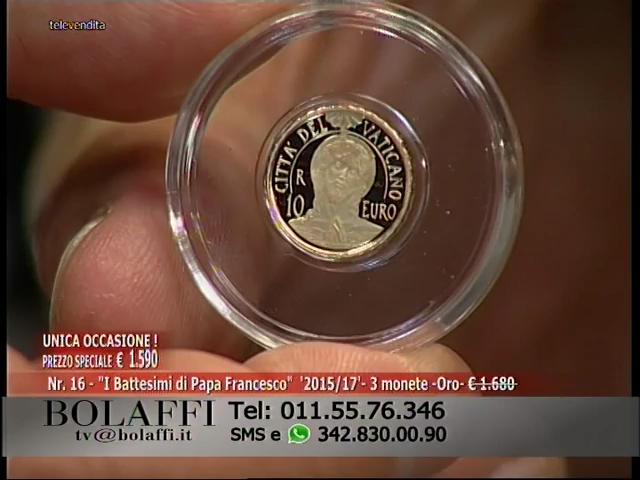 televendita
CITTÀ DEL VATICANO
R
10 EURO
UNICA OCCASIONE !
PREZZO SPECIALE € 1.590
Nr. 16 - "I Battesimi di Papa Francesco" '2015/17'- 3 monete -Oro- € 1.680
BOLAFFI
tv@bolaffi.it
Tel: 011.55.76.346
SMS e 342.830.00.90